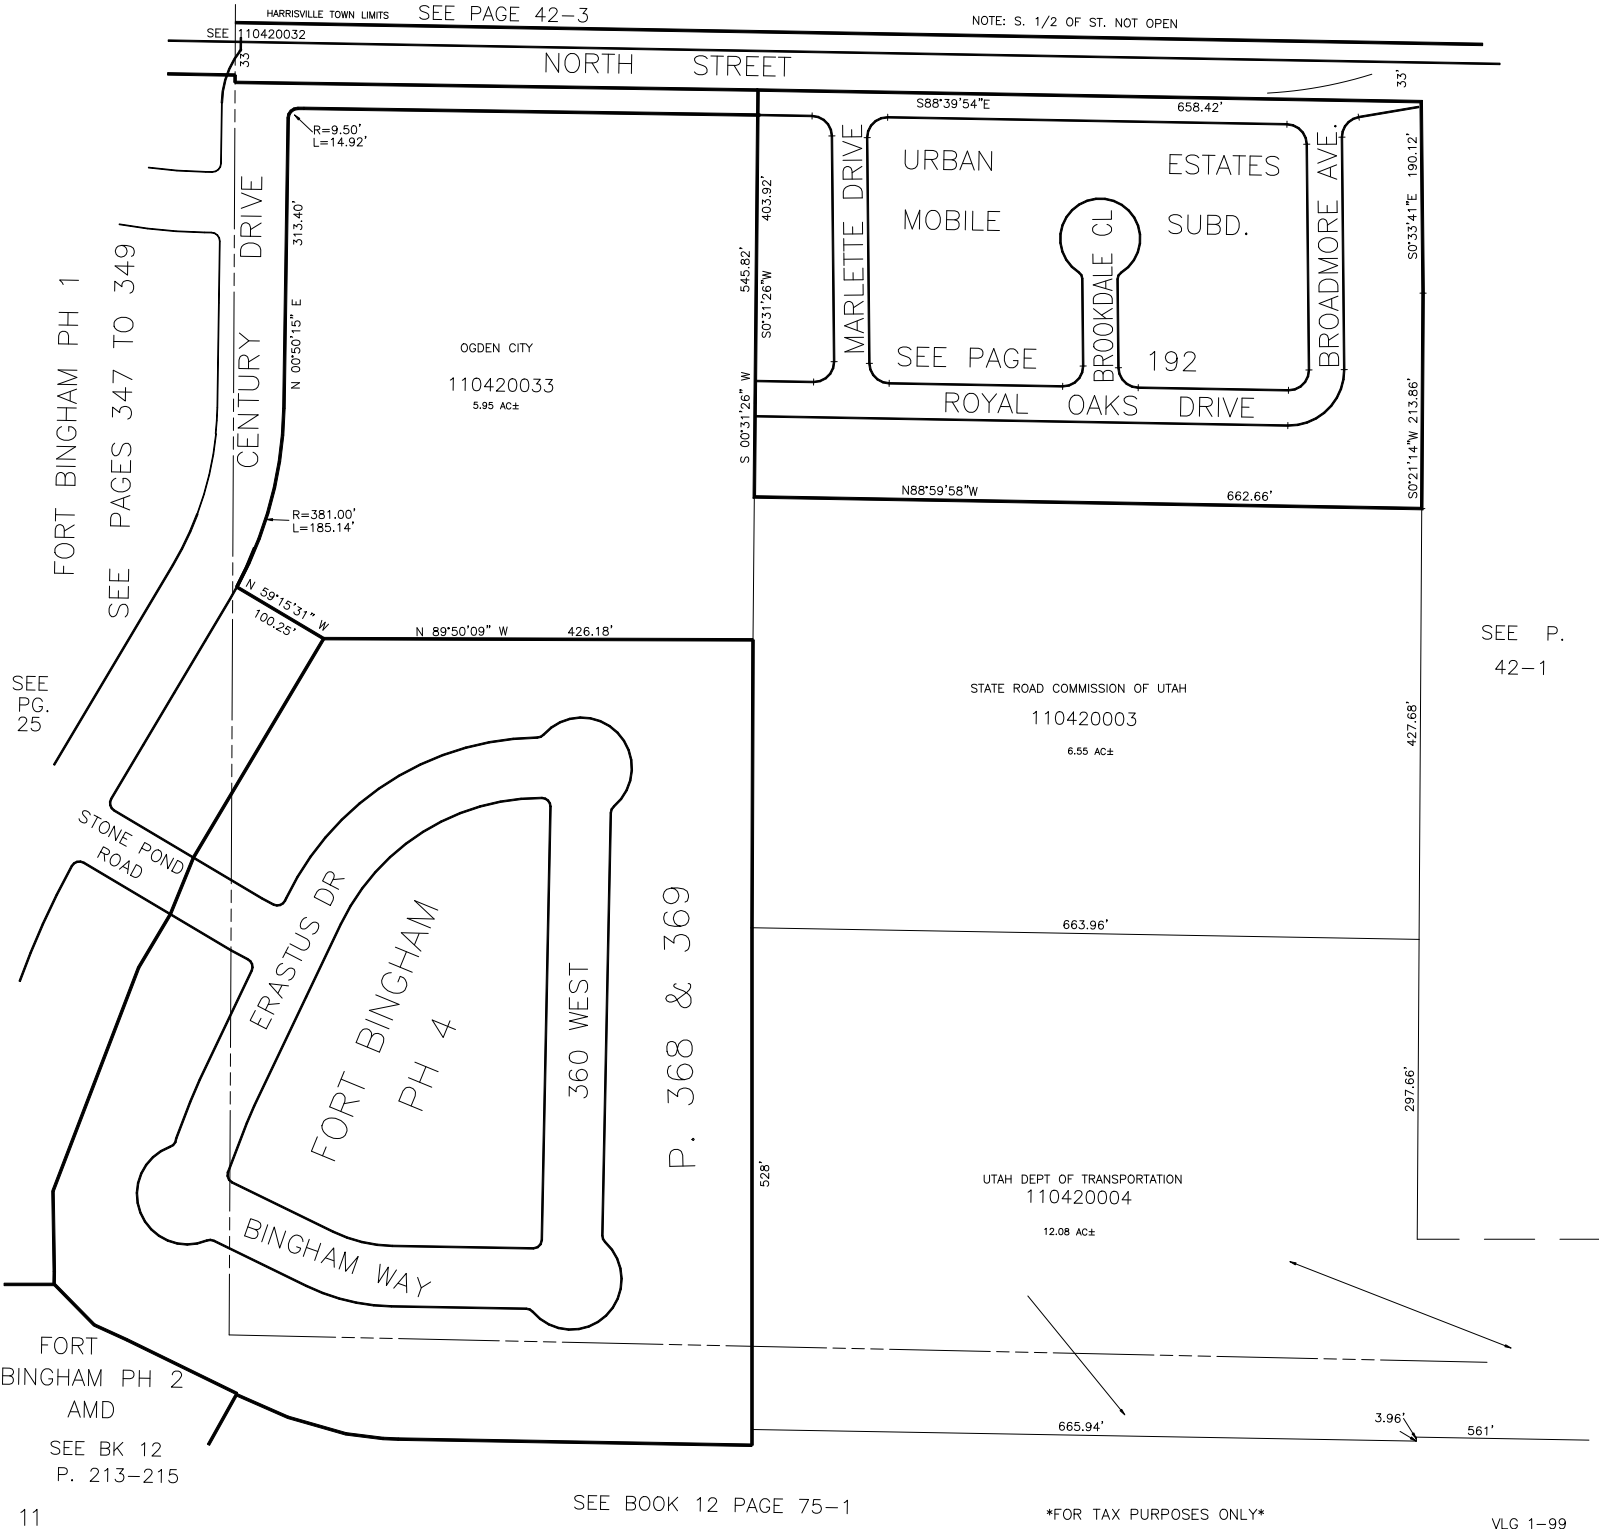 HARRISVILLE TOWN LIMITS
SEE PAGE 42-3
NOTE: S. 1/2 OF ST. NOT OPEN
SEE 110420032
33'
NORTH STREET
33'
S88°39'54"E 658.42'
R=9.50'
L=14.92'
CENTURY DRIVE
313.40'
N 00°50'15" E
403.92'
S0°31'26"W
545.82'
S 00°31'26" W
MARLETTE DRIVE
URBAN ESTATES
MOBILE SUBD.
BROOKDALE CL
BROADMORE AVE.
S0°33'41"E 190.12'
S0°21'14"W 213.86'
SEE PAGE 192
ROYAL OAKS DRIVE
N88°59'58"W 662.66'
FORT BINGHAM PH 1
SEE PAGES 347 TO 349
OGDEN CITY
110420033
5.95 AC±
R=381.00'
L=185.14'
N 59°15'31" W
100.25'
N 89°50'09" W 426.18'
SEE P.
42-1
SEE
PG.
25
STATE ROAD COMMISSION OF UTAH
110420003
6.55 AC±
427.68'
STONE POND
ROAD
ERASTUS DR
FORT BINGHAM
PH 4
360 WEST
P. 368 & 369
663.96'
297.66'
528'
UTAH DEPT OF TRANSPORTATION
110420004
12.08 AC±
BINGHAM WAY
FORT
BINGHAM PH 2
AMD
SEE BK 12
P. 213-215
665.94'
3.96'
561'
11
SEE BOOK 12 PAGE 75-1
*FOR TAX PURPOSES ONLY*
VLG 1-99